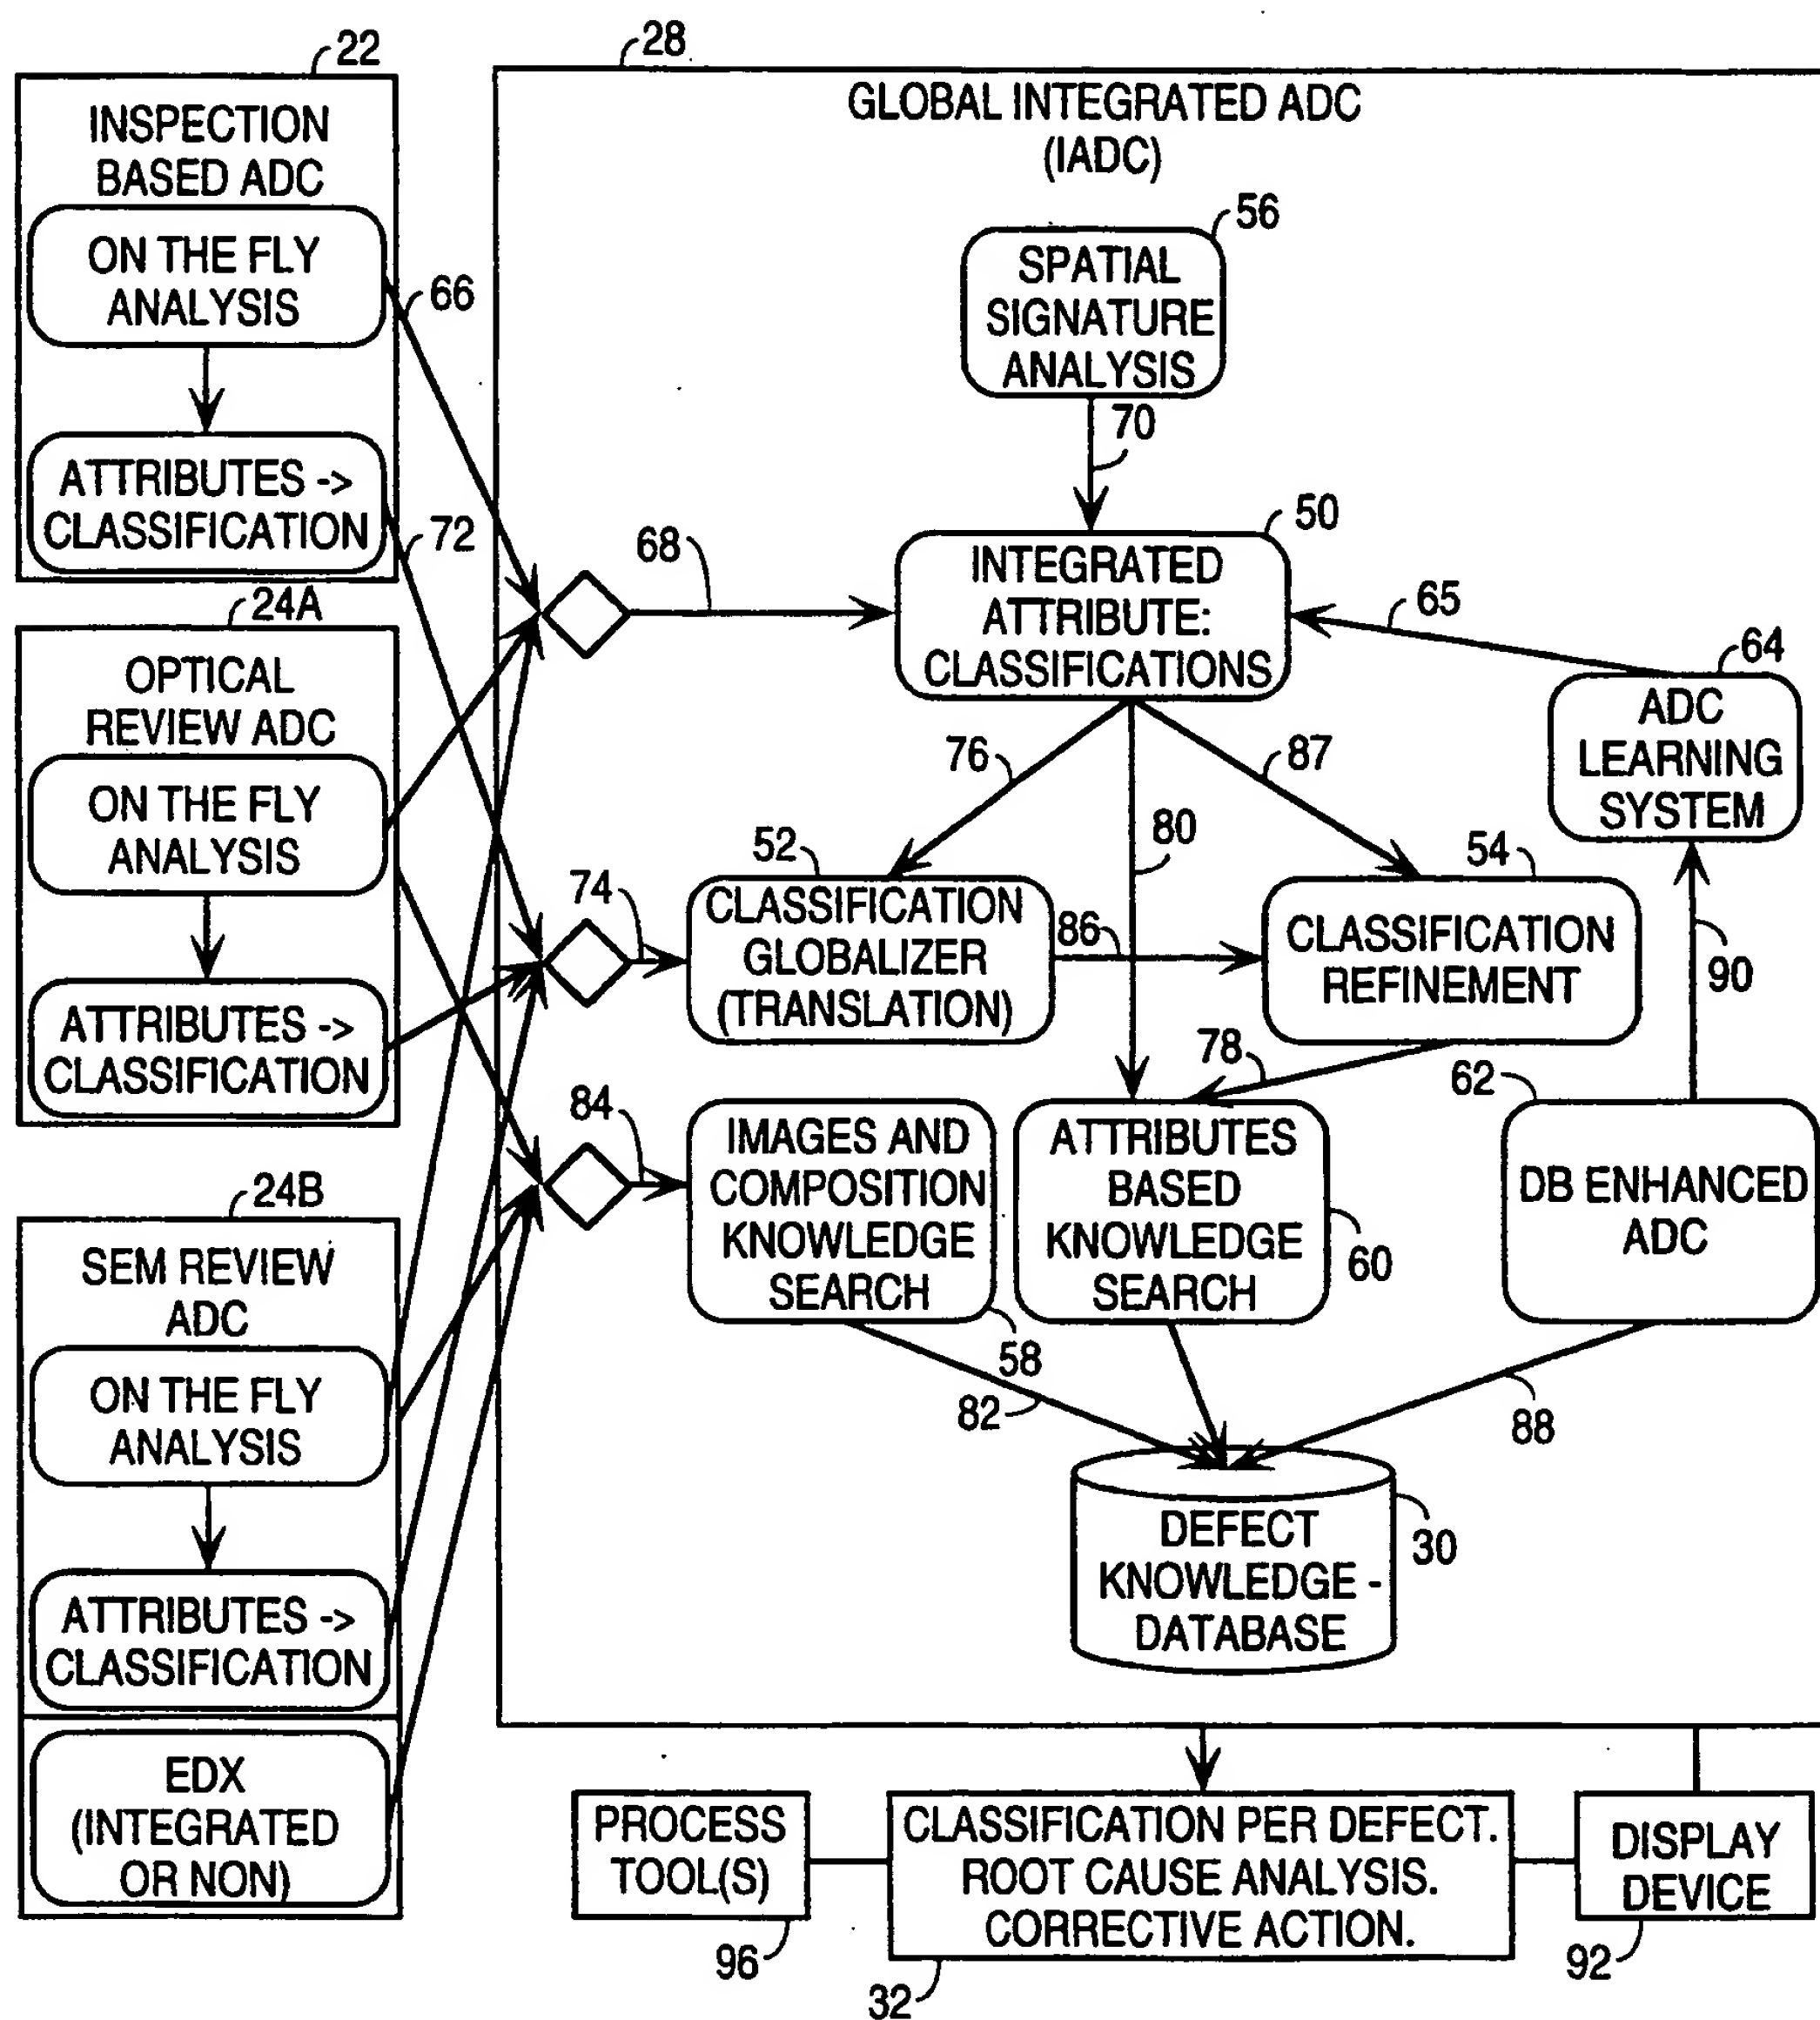 22
INSPECTION
BASED ADC
ON THE FLY
ANALYSIS
ATTRIBUTES ->
CLASSIFICATION
66
72
24A
OPTICAL
REVIEW ADC
ON THE FLY
ANALYSIS
ATTRIBUTES ->
CLASSIFICATION
24B
SEM REVIEW
ADC
ON THE FLY
ANALYSIS
ATTRIBUTES ->
CLASSIFICATION
EDX
(INTEGRATED
OR NON)
28
GLOBAL INTEGRATED ADC
(IADC)
56
SPATIAL
SIGNATURE
ANALYSIS
70
68
50
INTEGRATED
ATTRIBUTE:
CLASSIFICATIONS
65
64
ADC
LEARNING
SYSTEM
76
80
87
52
74
CLASSIFICATION
GLOBALIZER
(TRANSLATION)
86
54
CLASSIFICATION
REFINEMENT
90
78
62
84
IMAGES AND
COMPOSITION
KNOWLEDGE
SEARCH
58
ATTRIBUTES
BASED
KNOWLEDGE
SEARCH
60
DB ENHANCED
ADC
82
88
DEFECT
KNOWLEDGE -
DATABASE
30
PROCESS
TOOL(S)
96
CLASSIFICATION PER DEFECT.
ROOT CAUSE ANALYSIS.
CORRECTIVE ACTION.
32
DISPLAY
DEVICE
92